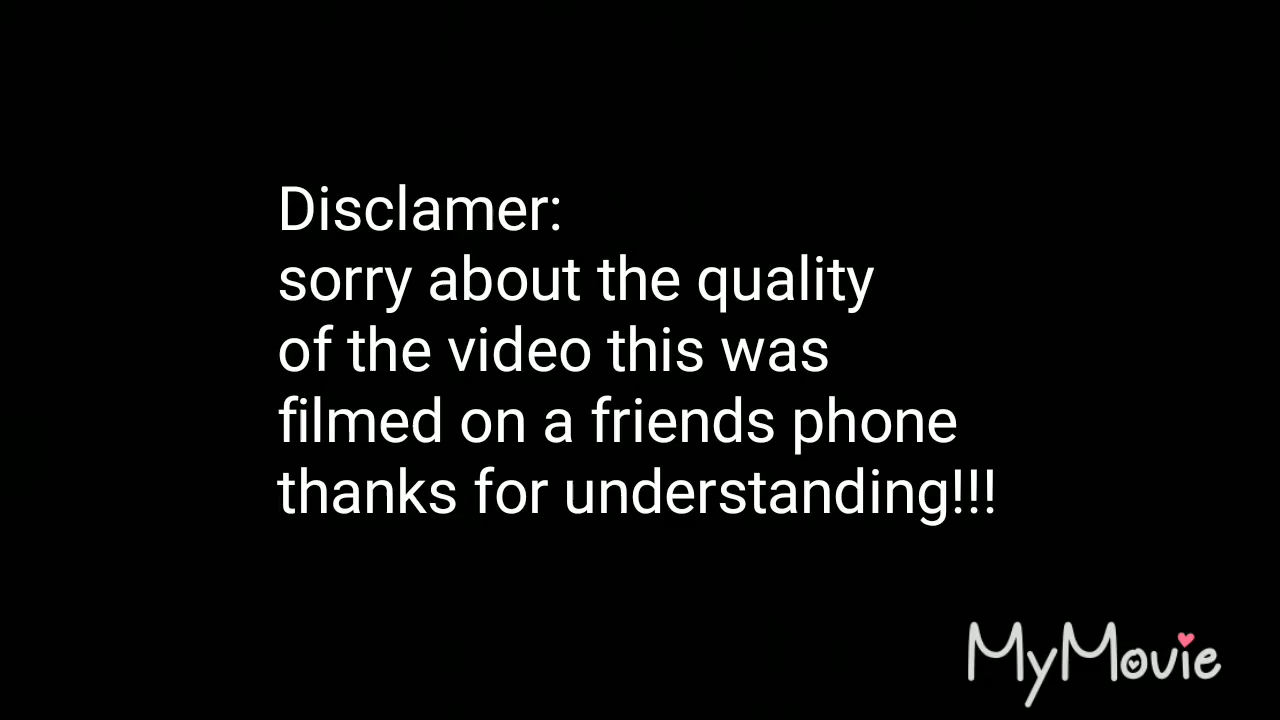 Disclamer:
sorry about the quality
of the video this was
filmed on a friends phone
thanks for understanding!!!
MyMovie